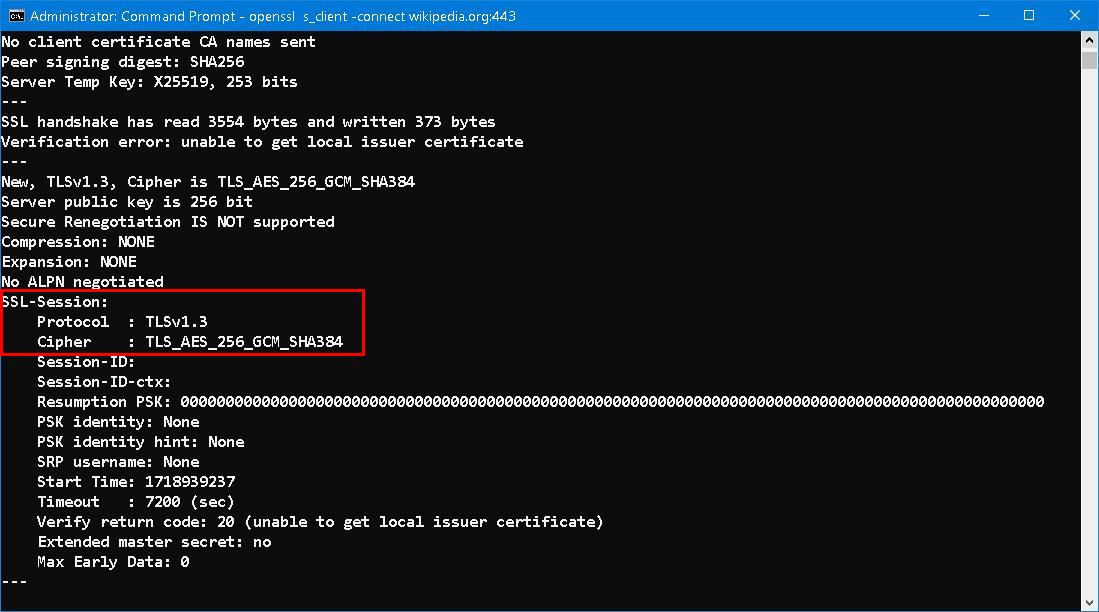 Administrator: Command Prompt - openssl  s_client -connect wikipedia.org:443
No client certificate CA names sent
Peer signing digest: SHA256
Server Temp Key: X25519, 253 bits
---
SSL handshake has read 3554 bytes and written 373 bytes
Verification error: unable to get local issuer certificate
---
New, TLSv1.3, Cipher is TLS_AES_256_GCM_SHA384
Server public key is 256 bit
Secure Renegotiation IS NOT supported
Compression: NONE
Expansion: NONE
No ALPN negotiated
SSL-Session:
    Protocol  : TLSv1.3
    Cipher    : TLS_AES_256_GCM_SHA384
    Session-ID:
    Session-ID-ctx:
    Resumption PSK: 000000000000000000000000000000000000000000000000000000000000000000000000000000000000000000000000
    PSK identity: None
    PSK identity hint: None
    SRP username: None
    Start Time: 1718939237
    Timeout   : 7200 (sec)
    Verify return code: 20 (unable to get local issuer certificate)
    Extended master secret: no
    Max Early Data: 0
---